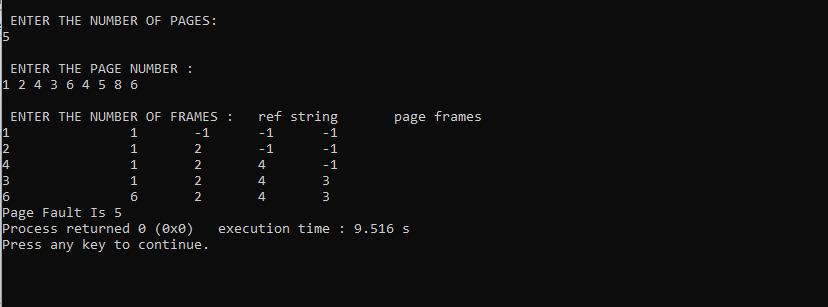 ENTER THE NUMBER OF PAGES:
5
ENTER THE PAGE NUMBER :
1 2 4 3 6 4 5 8 6
ENTER THE NUMBER OF FRAMES :   ref string       page frames
1               1       -1      -1      -1
2               1       2       -1      -1
4               1       2       4       -1
3               1       2       4       3
6               6       2       4       3
Page Fault Is 5
Process returned 0 (0x0)   execution time : 9.516 s
Press any key to continue.